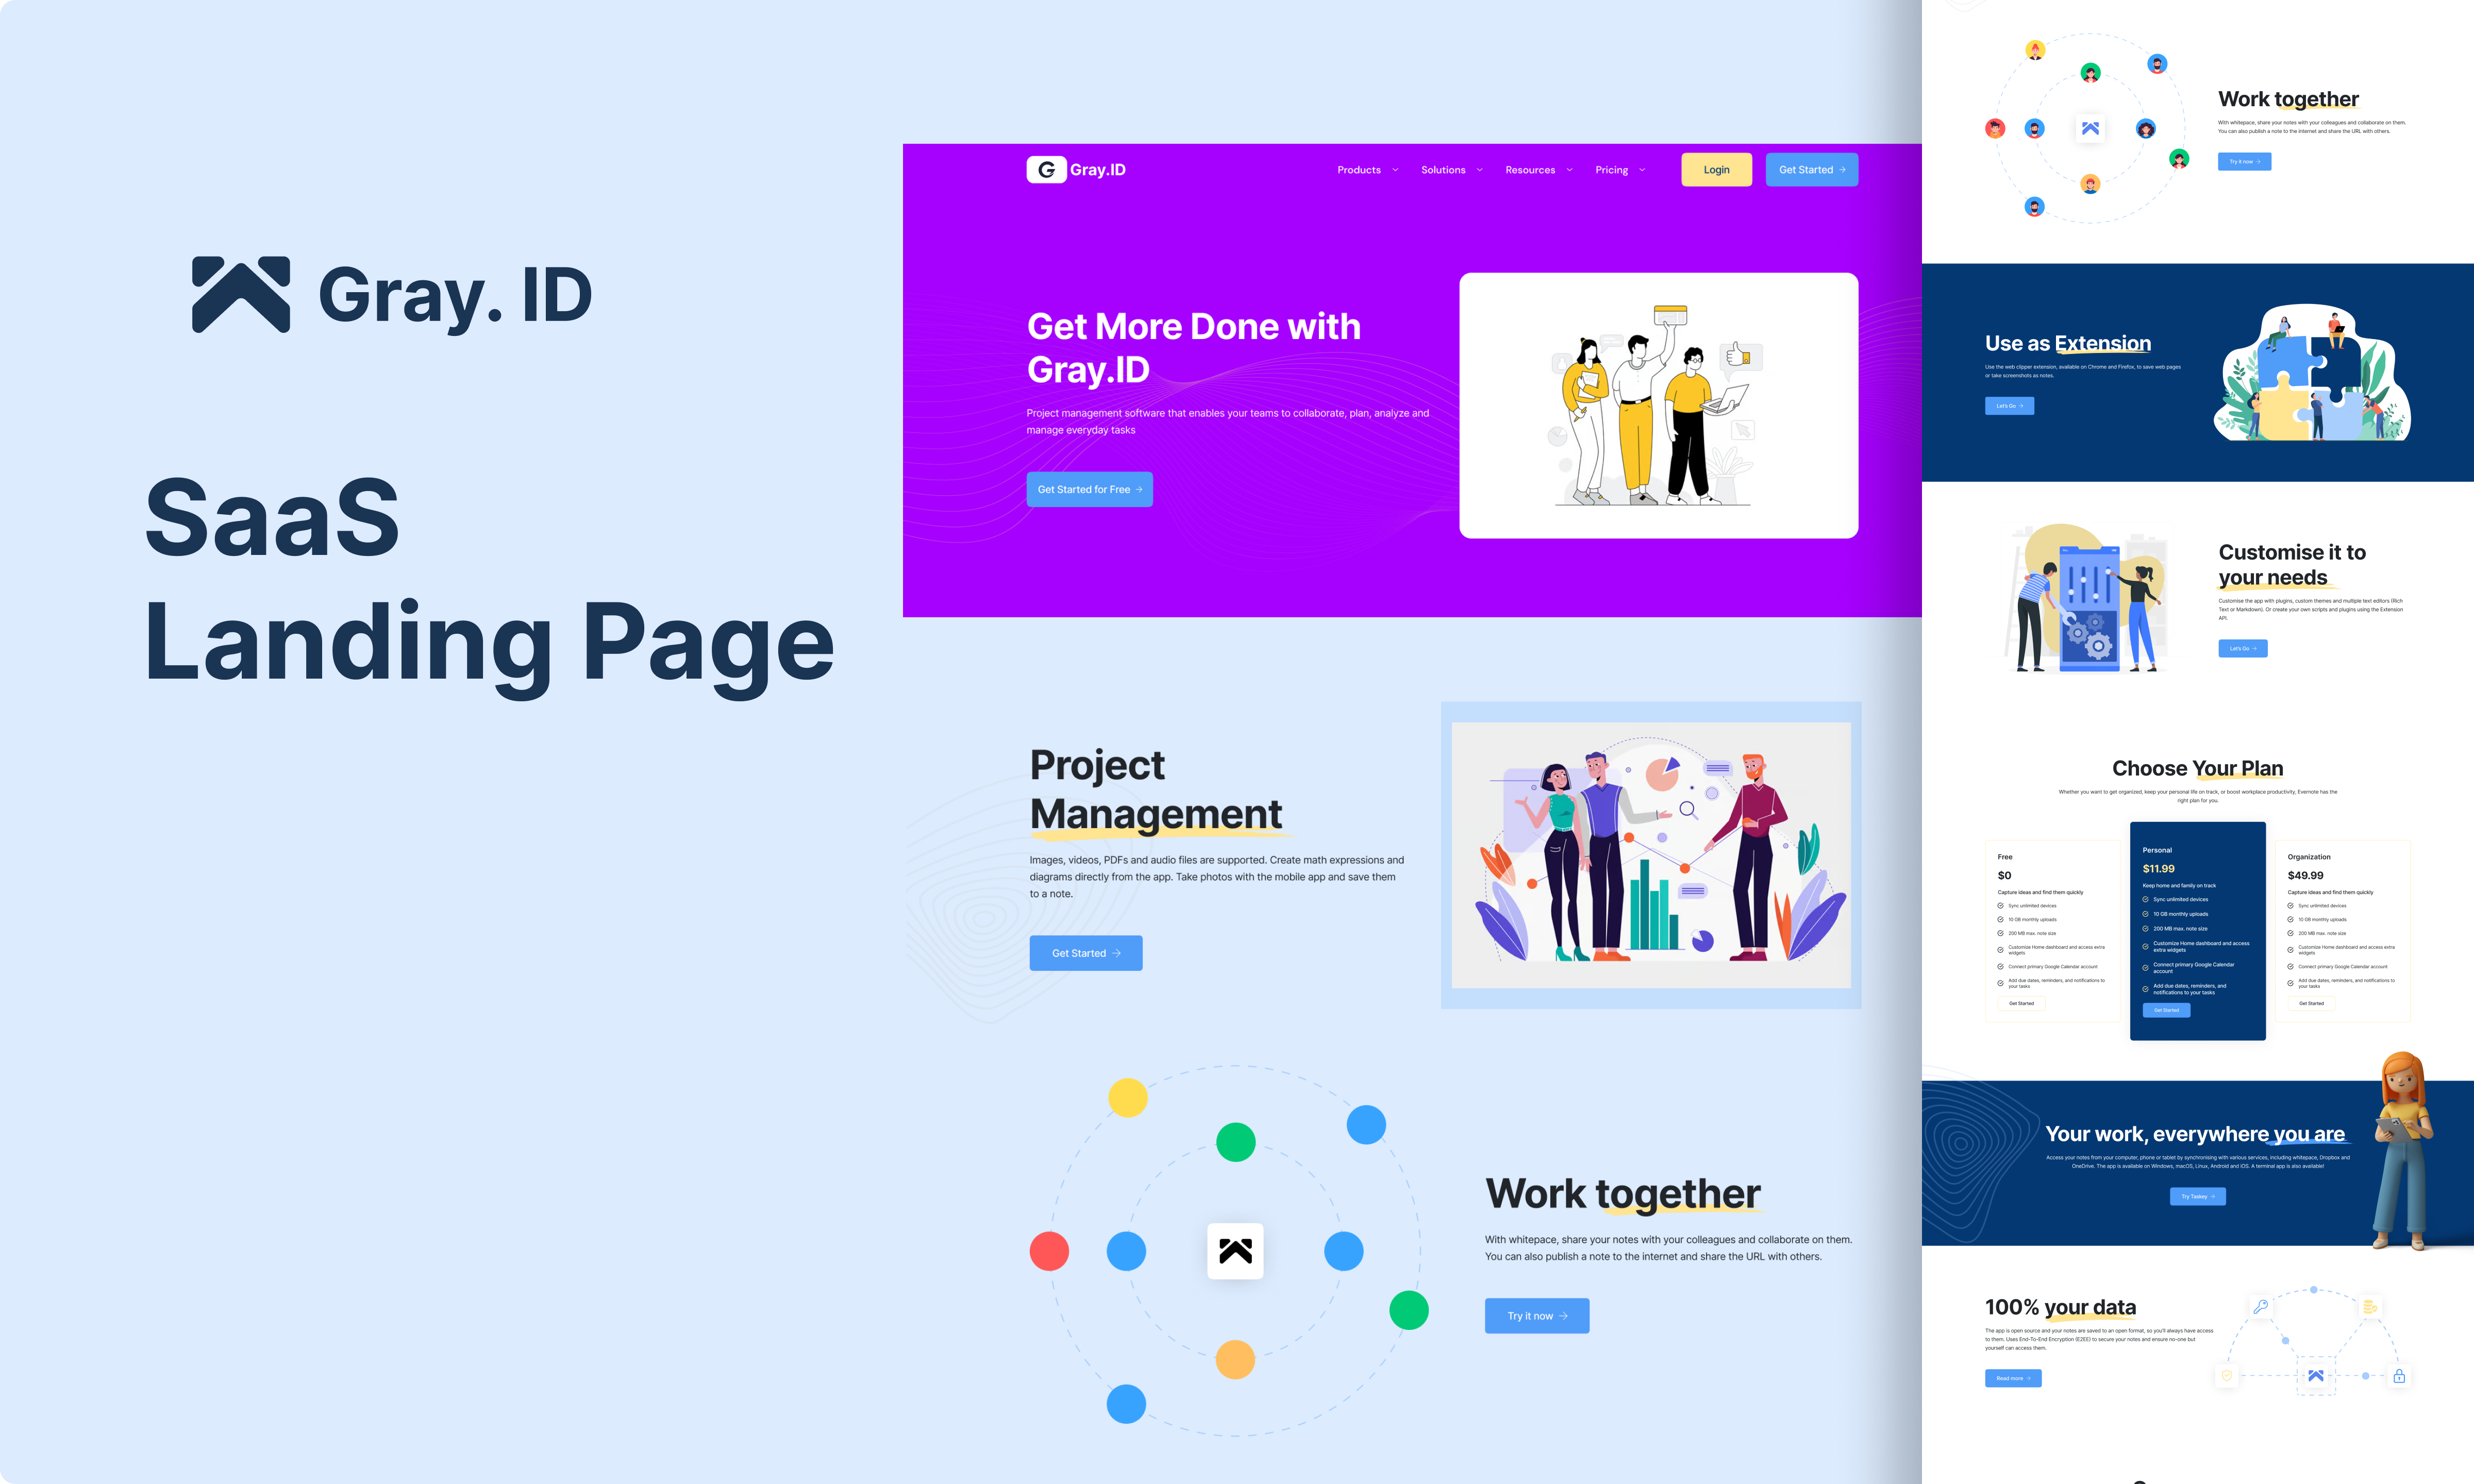 Gray. ID
SaaS
Landing Page
G Gray.ID
Products
Solutions
Resources
Pricing
Login
Get Started
Get More Done with
Gray.ID
Project management software that enables your teams to collaborate, plan, analyze and
manage everyday tasks
Get Started for Free
Project
Management
Images, videos, PDFs and audio files are supported. Create math expressions and
diagrams directly from the app. Take photos with the mobile app and save them
to a note.
Get Started
Work together
With whitepace, share your notes with your colleagues and collaborate on them.
You can also publish a note to the internet and share the URL with others.
Try it now
Work together
With whitepace, share your notes with your colleagues and collaborate on them.
You can also publish a note to the internet and share the URL with others.
Try it now
Use as Extension
Use the web clipper extension, available on Chrome and Firefox, to save web pages
or take screenshots as notes.
Let's Go
Customise it to
your needs
Customise the app with plugins, custom themes and multiple text editors (Rich
Text or Markdown). Or create your own scripts and plugins using the Extension
API.
Let's Go
Choose Your Plan
Whether you want to get organized, keep your personal life on track, or boost workplace productivity, Evernote has the
right plan for you.
Free
$0
Capture ideas and find them quickly
Sync unlimited devices
10 GB monthly uploads
200 MB max. note size
Customize Home dashboard and access extra
widgets
Connect primary Google Calendar account
Add due dates, reminders, and notifications to
your tasks
Get Started
Personal
$11.99
Keep home and family on track
Sync unlimited devices
10 GB monthly uploads
200 MB max. note size
Customize Home dashboard and access
extra widgets
Connect primary Google Calendar
account
Add due dates, reminders, and
notifications to your tasks
Get Started
Organization
$49.99
Capture ideas and find them quickly
Sync unlimited devices
10 GB monthly uploads
200 MB max. note size
Customize Home dashboard and access extra
widgets
Connect primary Google Calendar account
Add due dates, reminders, and notifications to
your tasks
Get Started
Your work, everywhere you are
Access your notes from your computer, phone or tablet by synchronising with various services, including whitepace, Dropbox and
OneDrive. The app is available on Windows, macOS, Linux, Android and iOS. A terminal app is also available!
Try Taskey
100% your data
The app is open source and your notes are saved to an open format, so you'll always have access
to them. Uses End-To-End Encryption (E2EE) to secure your notes and ensure no-one but
yourself can access them.
Read more